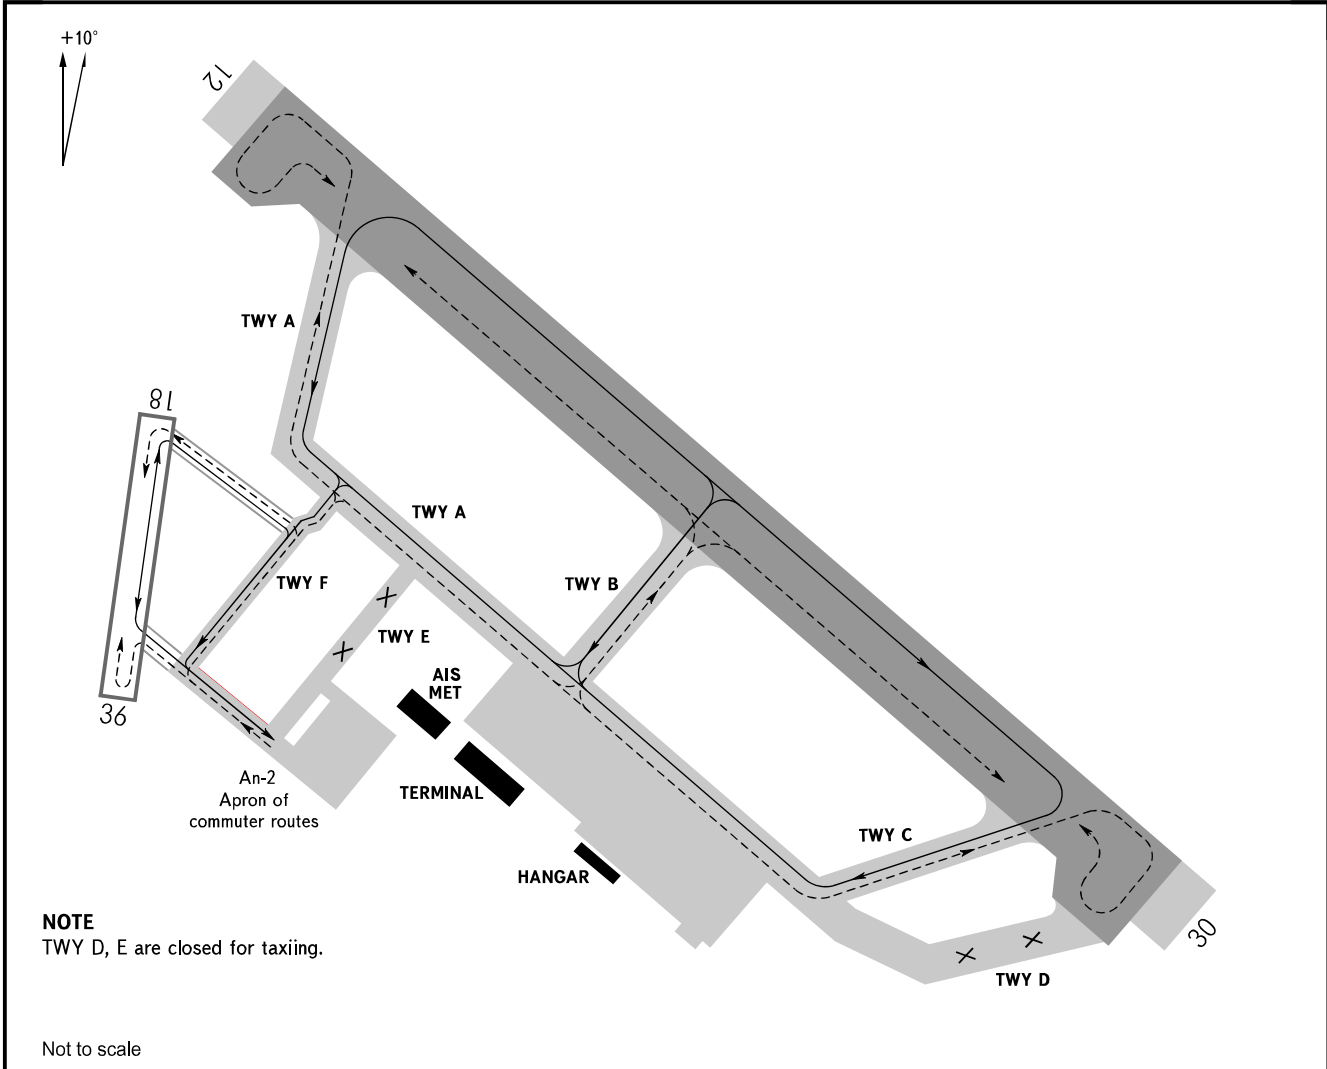 +10°
12
TWY A
18
TWY A
TWY F
TWY B
TWY E
AIS
MET
36
An-2
Apron of
commuter routes
TERMINAL
TWY C
HANGAR
30
NOTE
TWY D, E are closed for taxiing.
TWY D
Not to scale